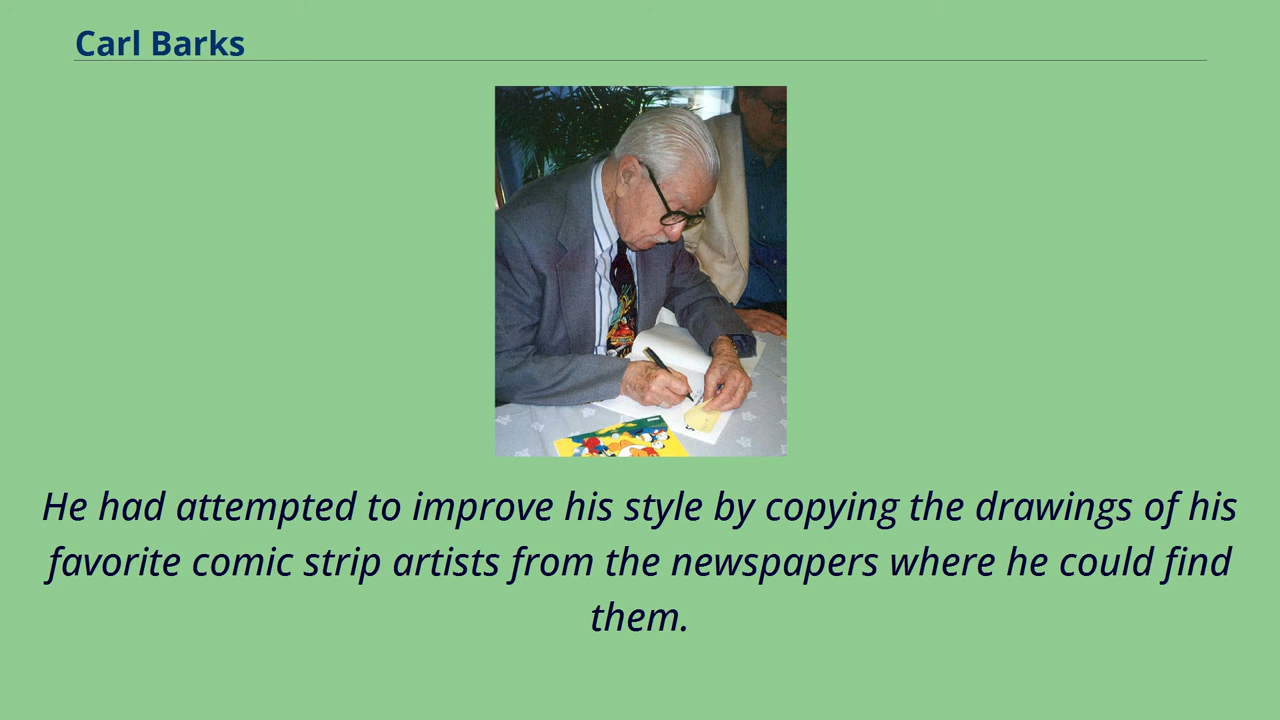 Carl Barks
He had attempted to improve his style by copying the drawings of his
favorite comic strip artists from the newspapers where he could find
them.